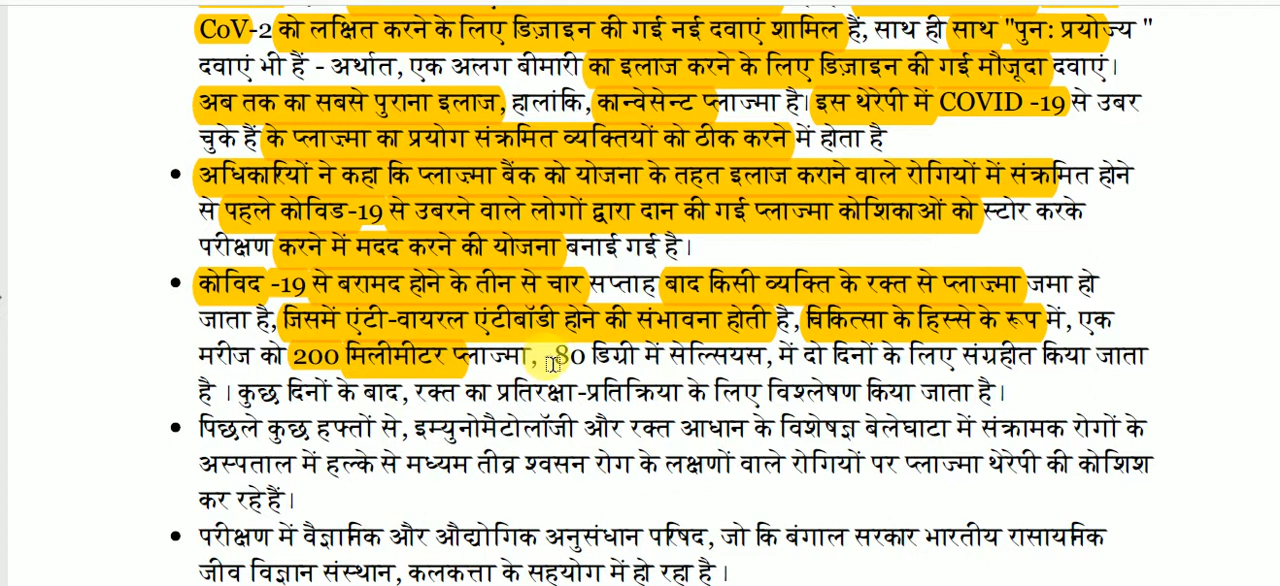 CoV-2 को लक्षित करने के लिए डिज़ाइन की गई नई दवाएं शामिल हैं, साथ ही साथ "पुन: प्रयोज्य "
दवाएं भी हैं - अर्थात, एक अलग बीमारी का इलाज करने के लिए डिज़ाइन की गई मौजूदा दवाएं।
अब तक का सबसे पुराना इलाज, हालांकि, कान्वेसेन्ट प्लाज्मा है। इस थेरेपी में COVID -19 से उबर
चुके हैं के प्लाज़्मा का प्रयोग संक्रमित व्यक्तियों को ठीक करने में होता है
• अधिकारियों ने कहा कि प्लाज़्मा बैंक को योजना के तहत इलाज कराने वाले रोगियों में संक्रमित होने
से पहले कोविड-19 से उबरने वाले लोगों द्वारा दान की गई प्लाज्मा कोशिकाओं को स्टोर करके
परीक्षण करने में मदद करने की योजना बनाई गई है।
• कोविद -19 से बरामद होने के तीन से चार सप्ताह बाद किसी व्यक्ति के रक्त से प्लाज्मा जमा हो
जाता है, जिसमें एंटी-वायरल एंटीबॉडी होने की संभावना होती है, चिकित्सा के हिस्से के रूप में, एक
मरीज को 200 मिलीमीटर प्लाज्मा, 80 डिग्री में सेल्सियस, में दो दिनों के लिए संग्रहीत किया जाता
है । कुछ दिनों के बाद, रक्त का प्रतिरक्षा-प्रतिक्रिया के लिए विश्लेषण किया जाता है।
• पिछले कुछ हफ्तों से, इम्युनोमैटोलॉजी और रक्त आधान के विशेषज्ञ बेलेघाटा में संक्रामक रोगों के
अस्पताल में हल्के से मध्यम तीव्र श्वसन रोग के लक्षणों वाले रोगियों पर प्लाज्मा थेरेपी की कोशिश
कर रहे हैं।
• परीक्षण में वैज्ञानिक और औद्योगिक अनुसंधान परिषद, जो कि बंगाल सरकार भारतीय रासायनिक
जीव विज्ञान संस्थान, कलकत्ता के सहयोग में हो रहा है ।